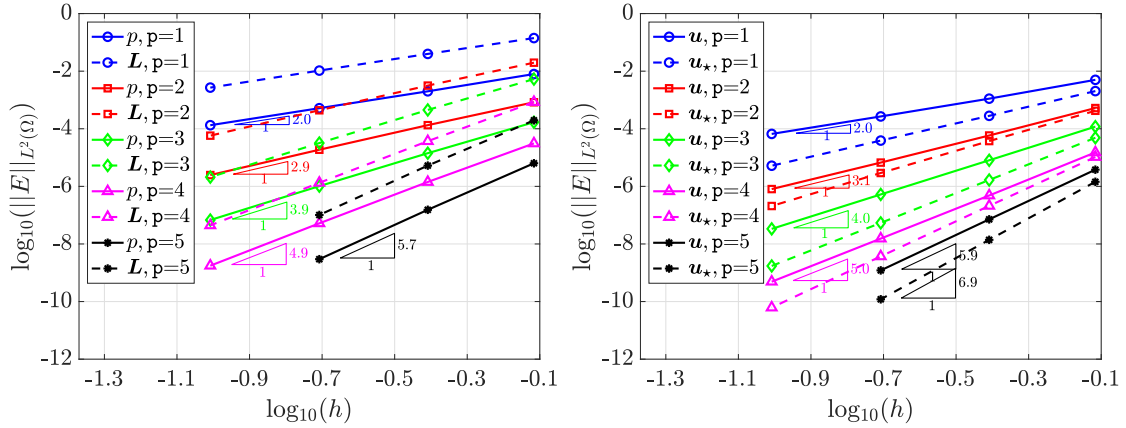 0
-2
-4
-6
-8
-10
-12
-1.3
-1.1
-0.9
-0.7
-0.5
-0.3
-0.1
log₁₀(h)
log₁₀(||E||_{L²(Ω)})
p, p=1
L, p=1
p, p=2
L, p=2
p, p=3
L, p=3
p, p=4
L, p=4
p, p=5
L, p=5
2.0
1
2.9
1
3.9
1
4.9
1
5.7
1
0
-2
-4
-6
-8
-10
-12
-1.3
-1.1
-0.9
-0.7
-0.5
-0.3
-0.1
log₁₀(h)
log₁₀(||E||_{L²(Ω)})
u, p=1
u⋆, p=1
u, p=2
u⋆, p=2
u, p=3
u⋆, p=3
u, p=4
u⋆, p=4
u, p=5
u⋆, p=5
2.0
1
3.1
1
4.0
1
5.0
1
5.9
1
6.9
1